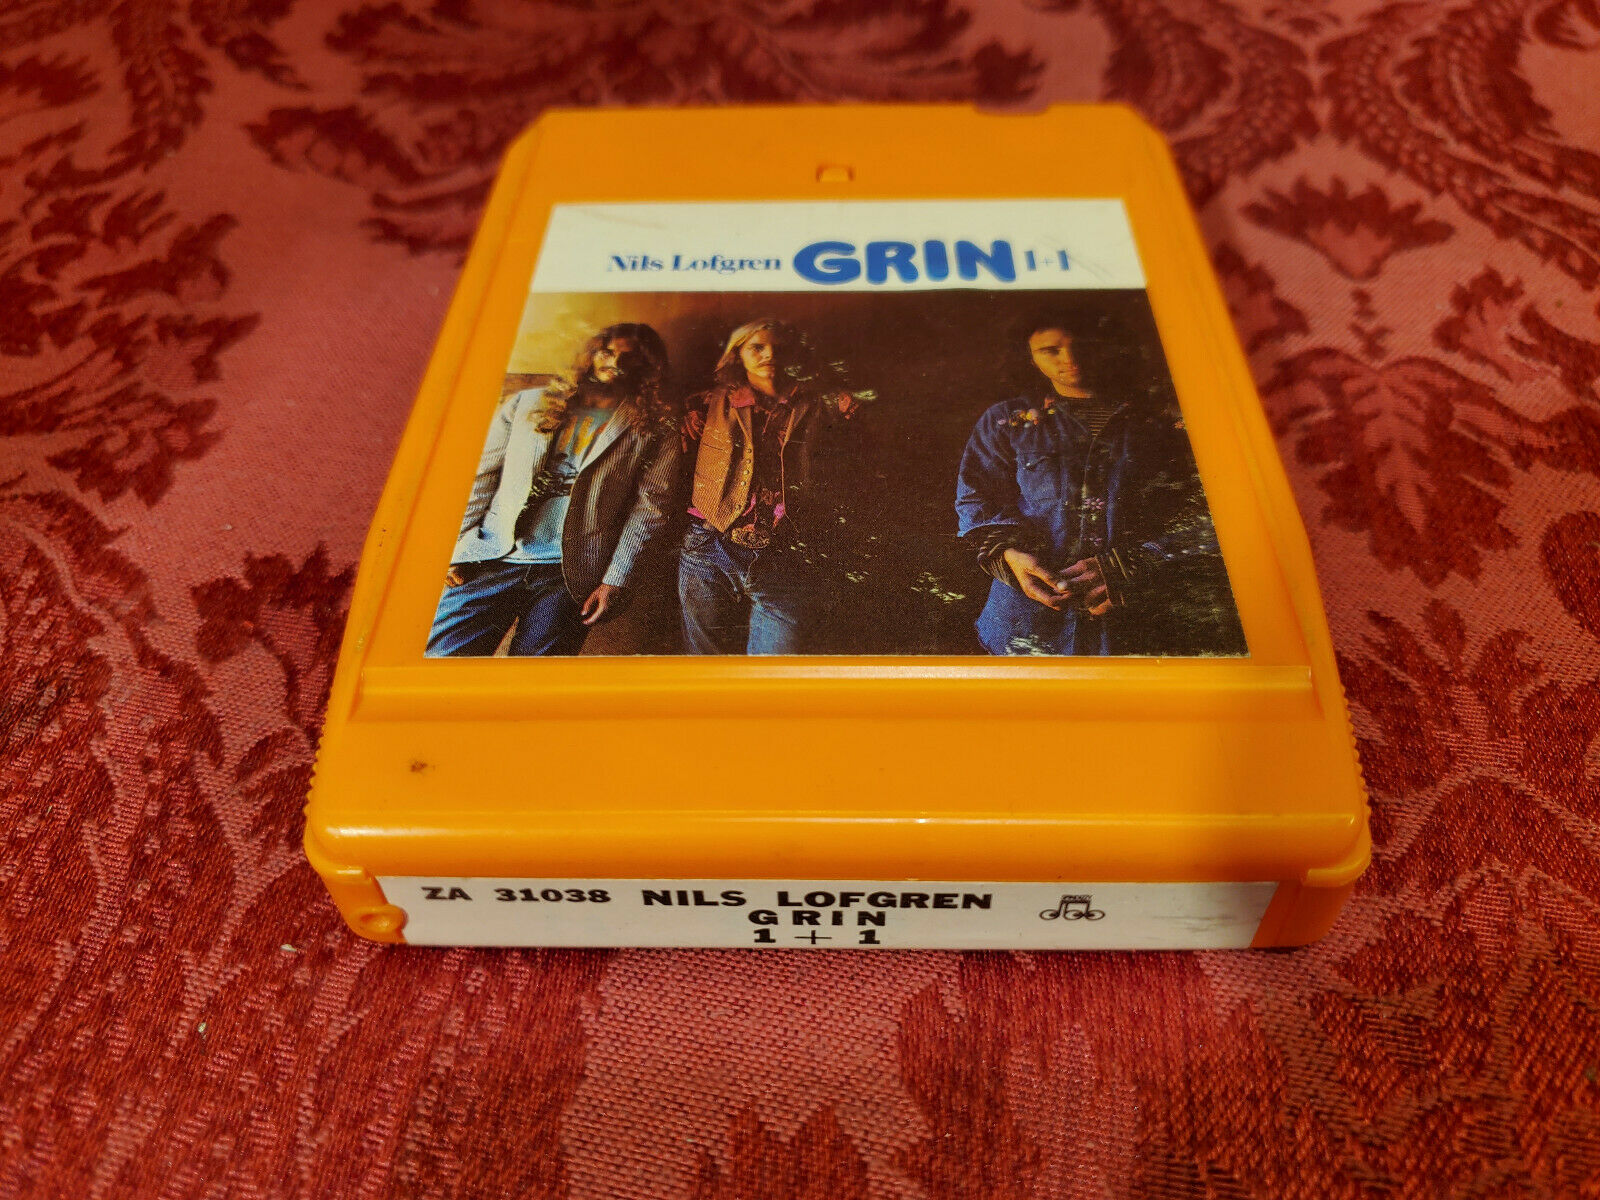 Nils Lofgren GRIN 1+1
ZA 31038 NILS LOFGREN
GRIN
1 + 1